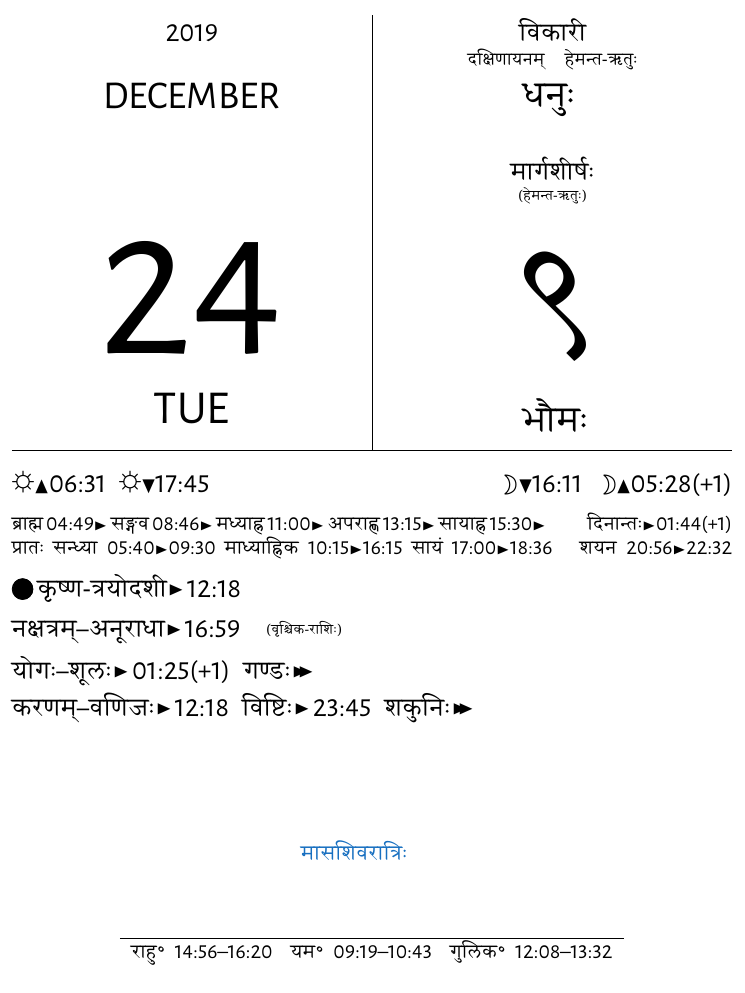 2019
DECEMBER
24
TUE
विकारी
दक्षिणायनम् हेमन्त-ऋतुः
धनुः
मार्गशीर्षः
(हेमन्त-ऋतुः)
९
भौमः
☼▲06:31 ☼▼17:45 ☽▼16:11 ☽▲05:28(+1)
ब्राह्म 04:49► सङ्गव 08:46► मध्याह्न 11:00► अपराह्ण 13:15► सायाह्न 15:30► दिनान्तः►01:44(+1)
प्रातः सन्ध्या 05:40►09:30 माध्याह्निक 10:15►16:15 सायं 17:00►18:36 शयन 20:56►22:32
●कृष्ण-त्रयोदशी►12:18
नक्षत्रम्–अनूराधा►16:59 (वृश्चिक-राशिः)
योगः–शूलः►01:25(+1) गण्डः►►
करणम्–वणिजः►12:18 विष्टिः►23:45 शकुनिः►►
मासशिवरात्रिः
राहु॰ 14:56–16:20 यम॰ 09:19–10:43 गुलिक॰ 12:08–13:32